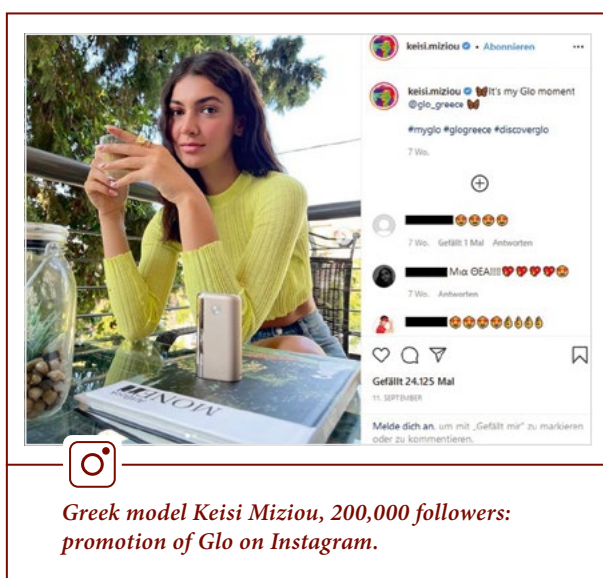 keisi.miziou • Abonnieren
keisi.miziou 🦋It's my Glo moment
@glo_greece 🦋
#myglo #glogreece #discoverglo
7 Wo.
😍😍😍😍
7 Wo. Gefällt 1 Mal Antworten
Μια ΘΕΑ!!!!💖💖💖💖😍
7 Wo. Antworten
Gefällt 24.125 Mal
11. SEPTEMBER
Melde dich an, um mit „Gefällt mir“ zu markieren
oder zu kommentieren.
MONET
Greek model Keisi Miziou, 200,000 followers:
promotion of Glo on Instagram.